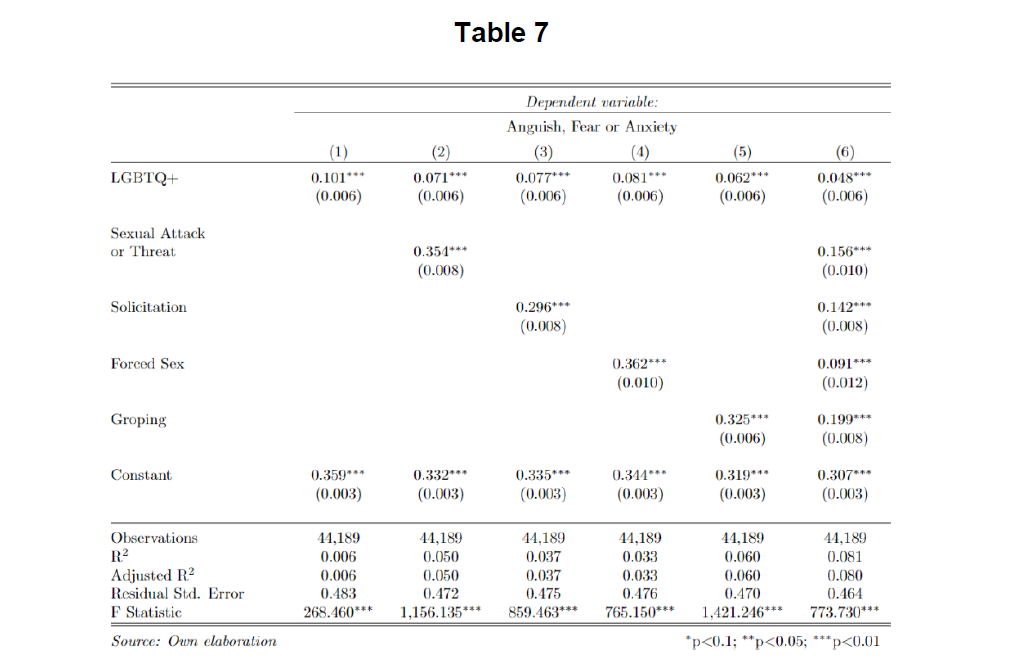 Table 7
Dependent variable:
Anguish, Fear or Anxiety
(1) (2) (3) (4) (5) (6)
LGBTQ+ 0.101*** 0.071*** 0.077*** 0.081*** 0.062*** 0.048***
(0.006) (0.006) (0.006) (0.006) (0.006) (0.006)
Sexual Attack
or Threat 0.354*** 0.156***
(0.008) (0.010)
Solicitation 0.296*** 0.142***
(0.008) (0.008)
Forced Sex 0.362*** 0.091***
(0.010) (0.012)
Groping 0.325*** 0.199***
(0.006) (0.008)
Constant 0.359*** 0.332*** 0.335*** 0.344*** 0.319*** 0.307***
(0.003) (0.003) (0.003) (0.003) (0.003) (0.003)
Observations 44,189 44,189 44,189 44,189 44,189 44,189
R² 0.006 0.050 0.037 0.033 0.060 0.081
Adjusted R² 0.006 0.050 0.037 0.033 0.060 0.080
Residual Std. Error 0.483 0.472 0.475 0.476 0.470 0.464
F Statistic 268.460*** 1,156.135*** 859.463*** 765.150*** 1,421.246*** 773.730***
Source: Own elaboration *p<0.1; **p<0.05; ***p<0.01